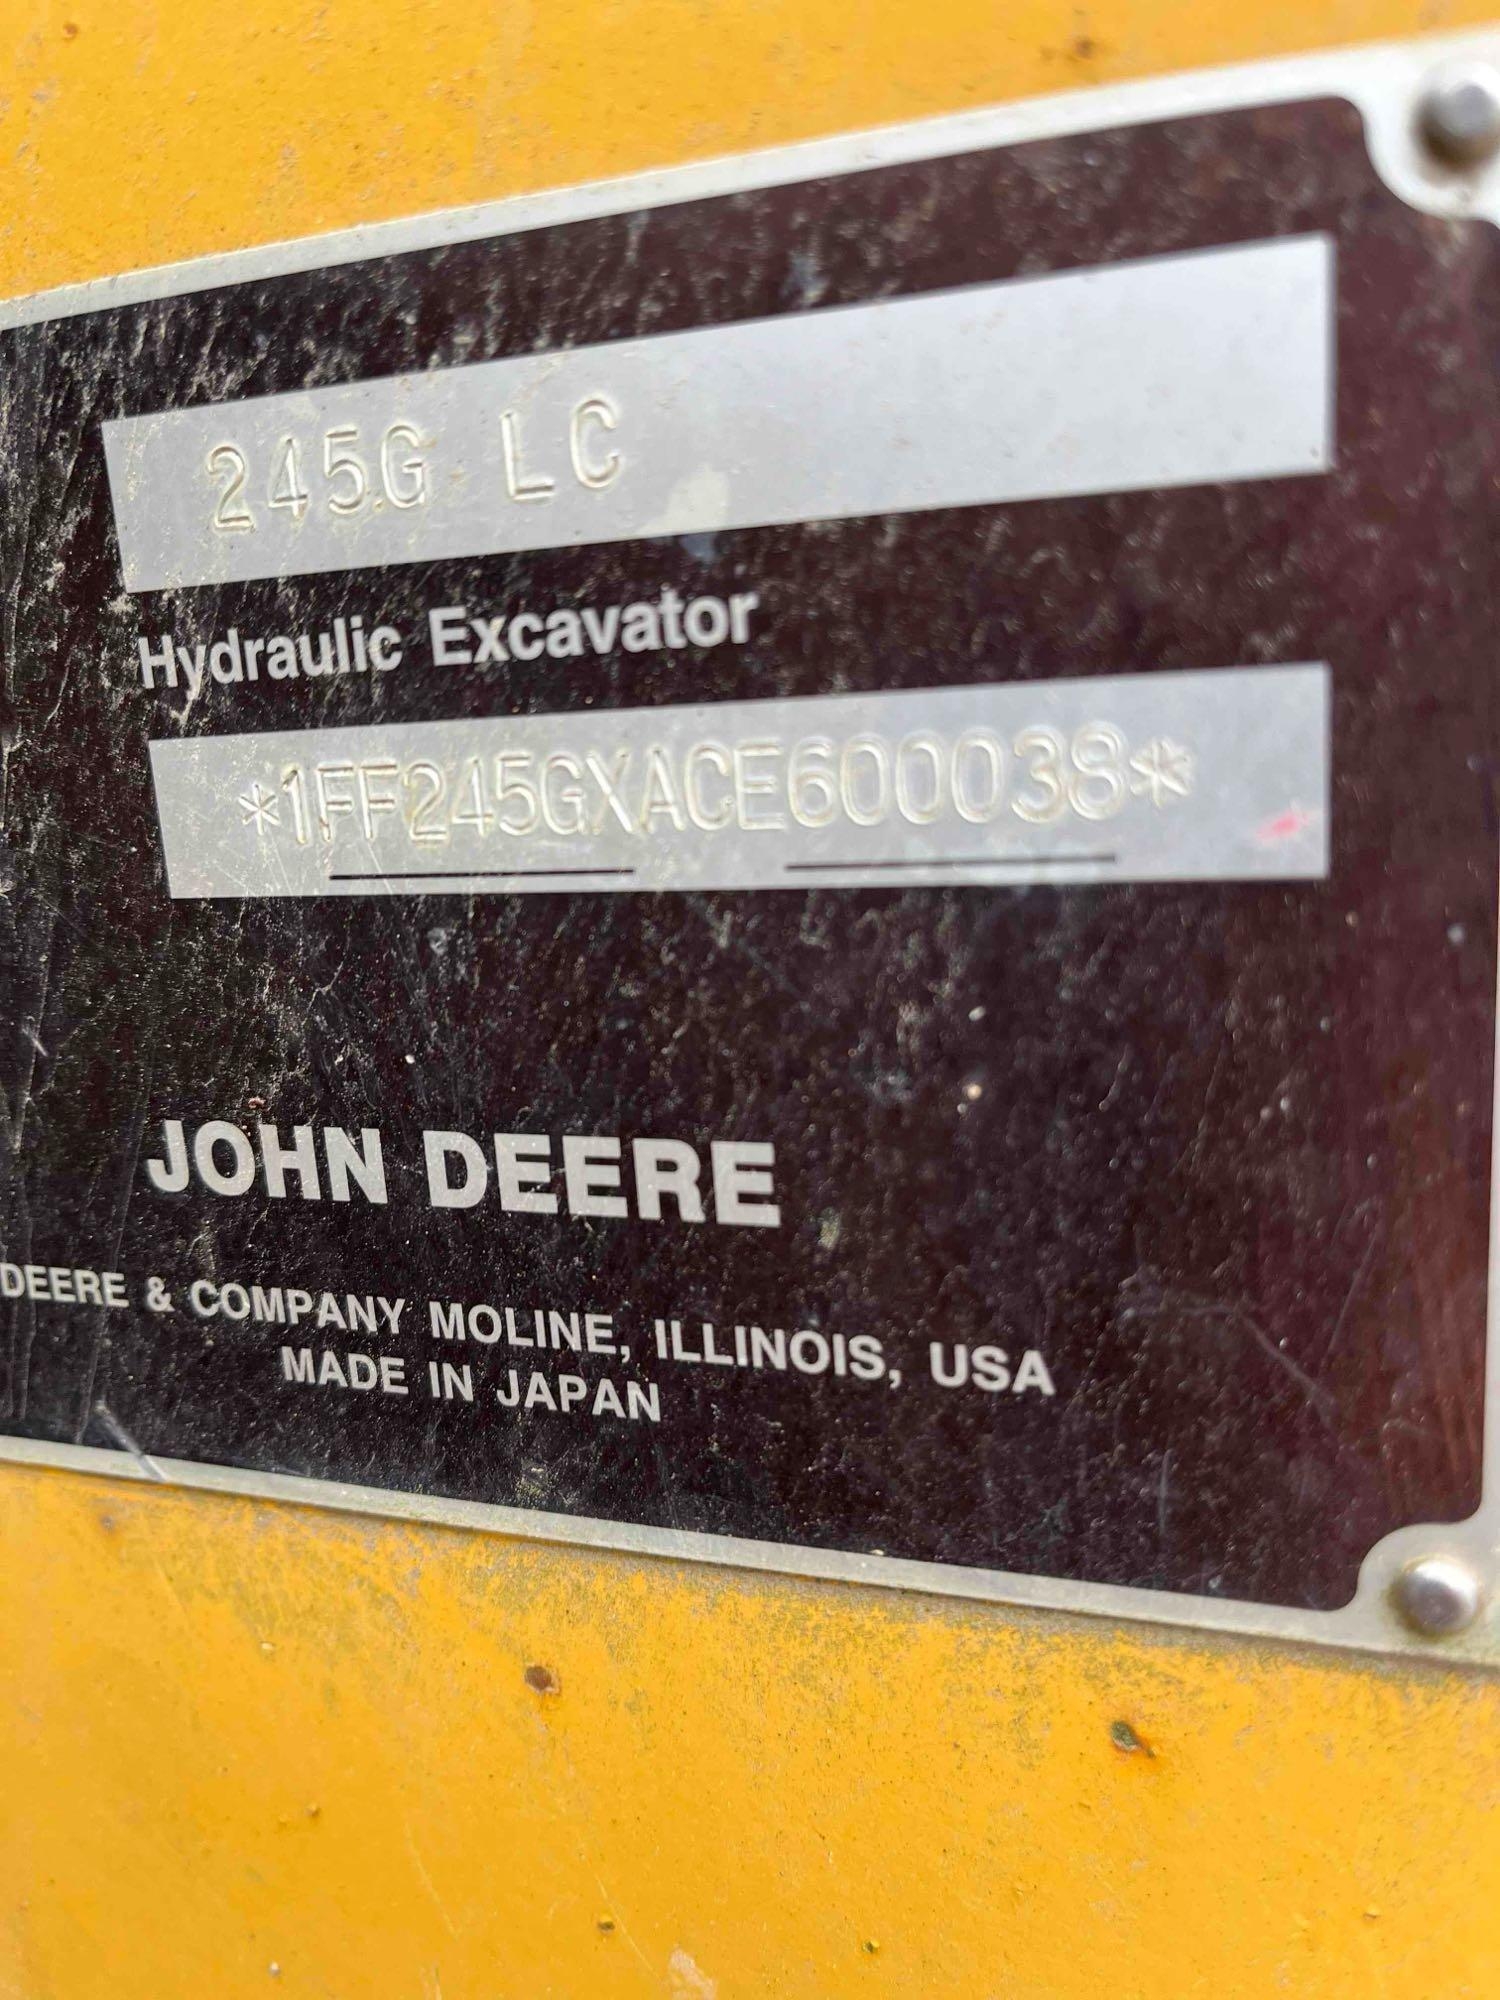 245G LC
Hydraulic Excavator
*1FF245GXACE600038*
JOHN DEERE
DEERE & COMPANY MOLINE, ILLINOIS, USA
MADE IN JAPAN